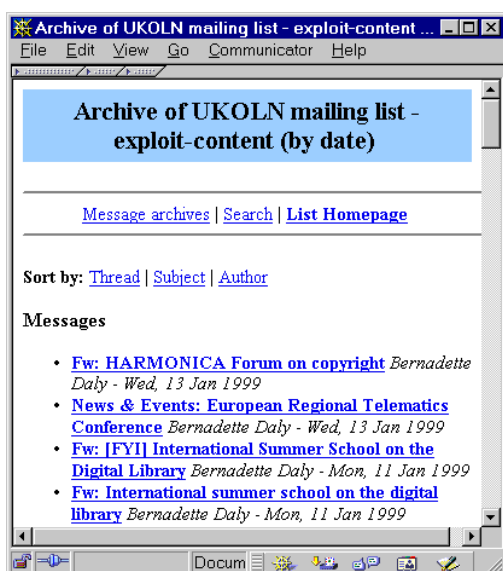 Archive of UKOLN mailing list - exploit-content ...
File Edit View Go Communicator Help
Archive of UKOLN mailing list -
exploit-content (by date)
Message archives | Search | List Homepage
Sort by: Thread | Subject | Author
Messages
• Fw: HARMONICA Forum on copyright Bernadette
Daly - Wed, 13 Jan 1999
• News & Events: European Regional Telematics
Conference Bernadette Daly - Wed, 13 Jan 1999
• Fw: [FYI] International Summer School on the
Digital Library Bernadette Daly - Mon, 11 Jan 1999
• Fw: International summer school on the digital
library Bernadette Daly - Mon, 11 Jan 1999
Docum